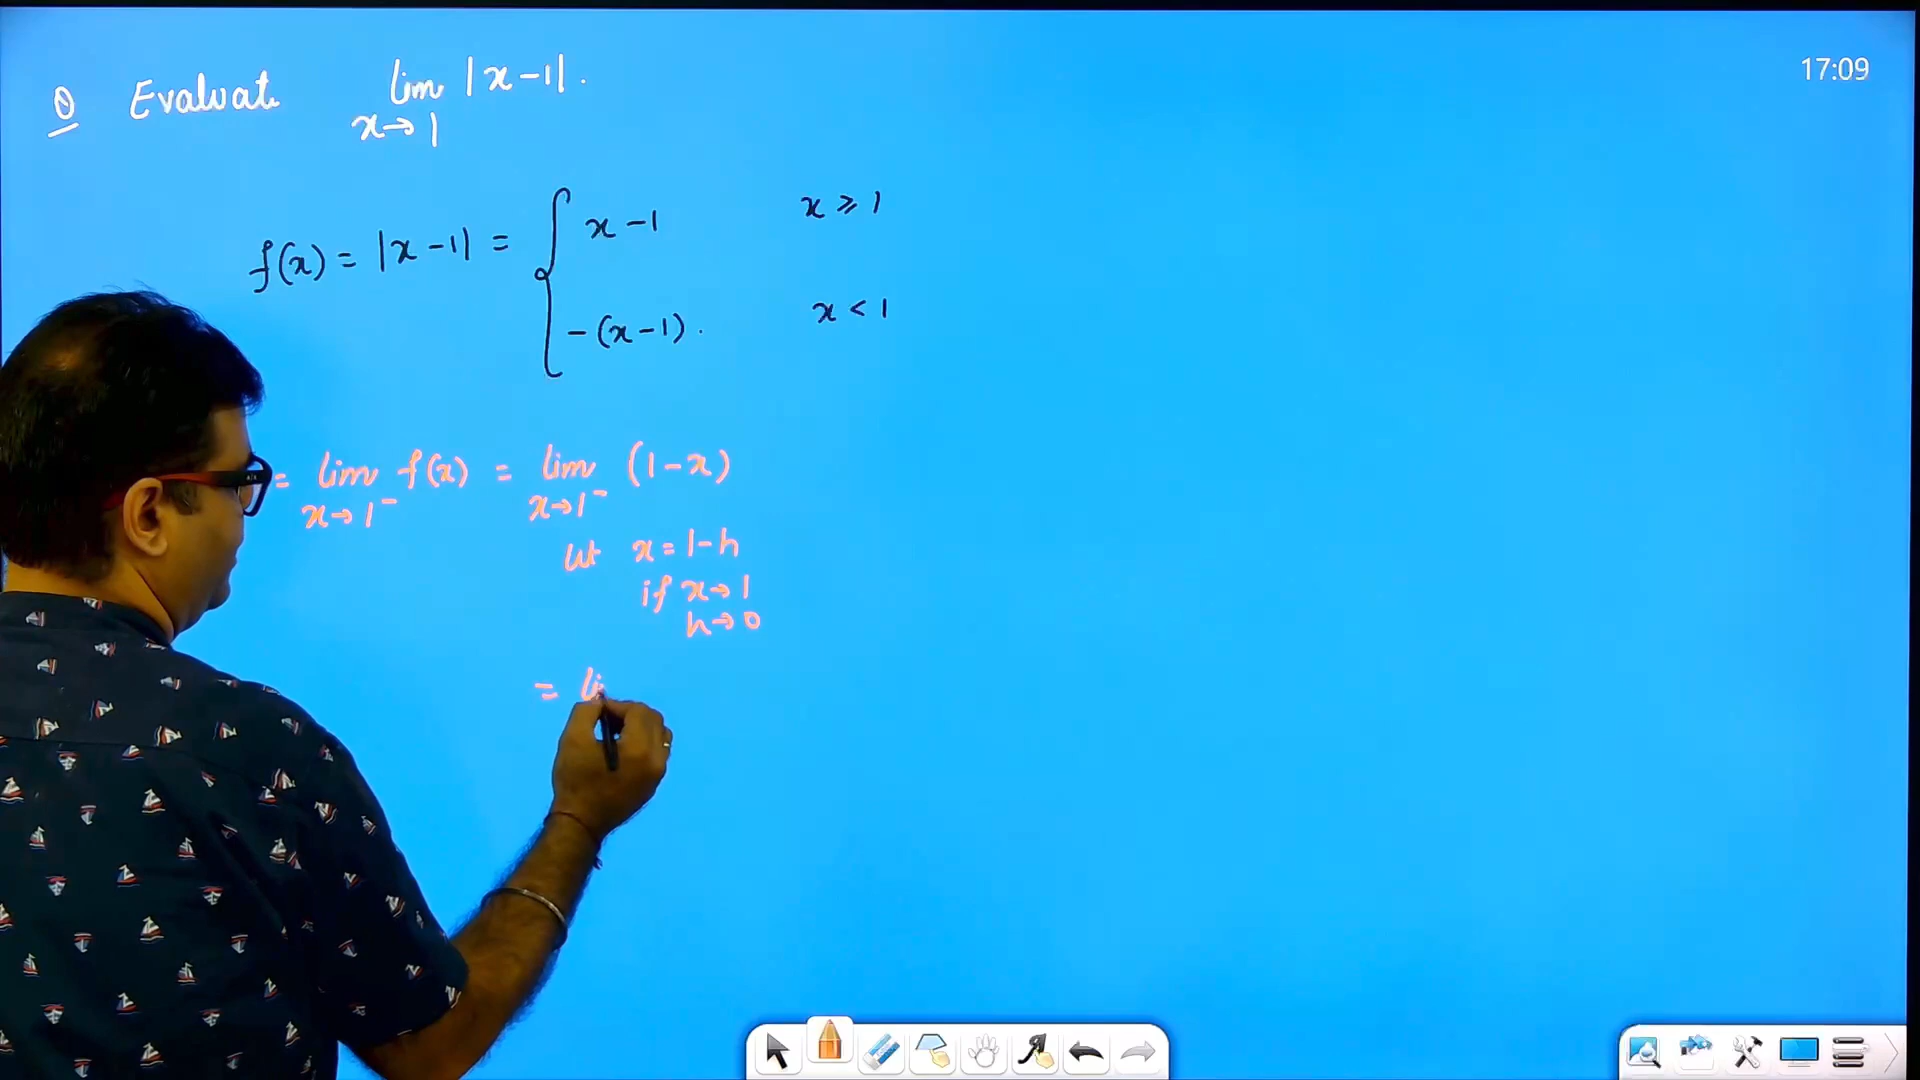 17:09
Q Evaluate lim |x-1|.
x→1
f(x) = |x-1| = { x-1 x ⩾ 1
-(x-1). x < 1
= lim f(x) = lim (1-x)
x→1⁻ x→1⁻
let x = 1-h
if x→1
h→0
= li